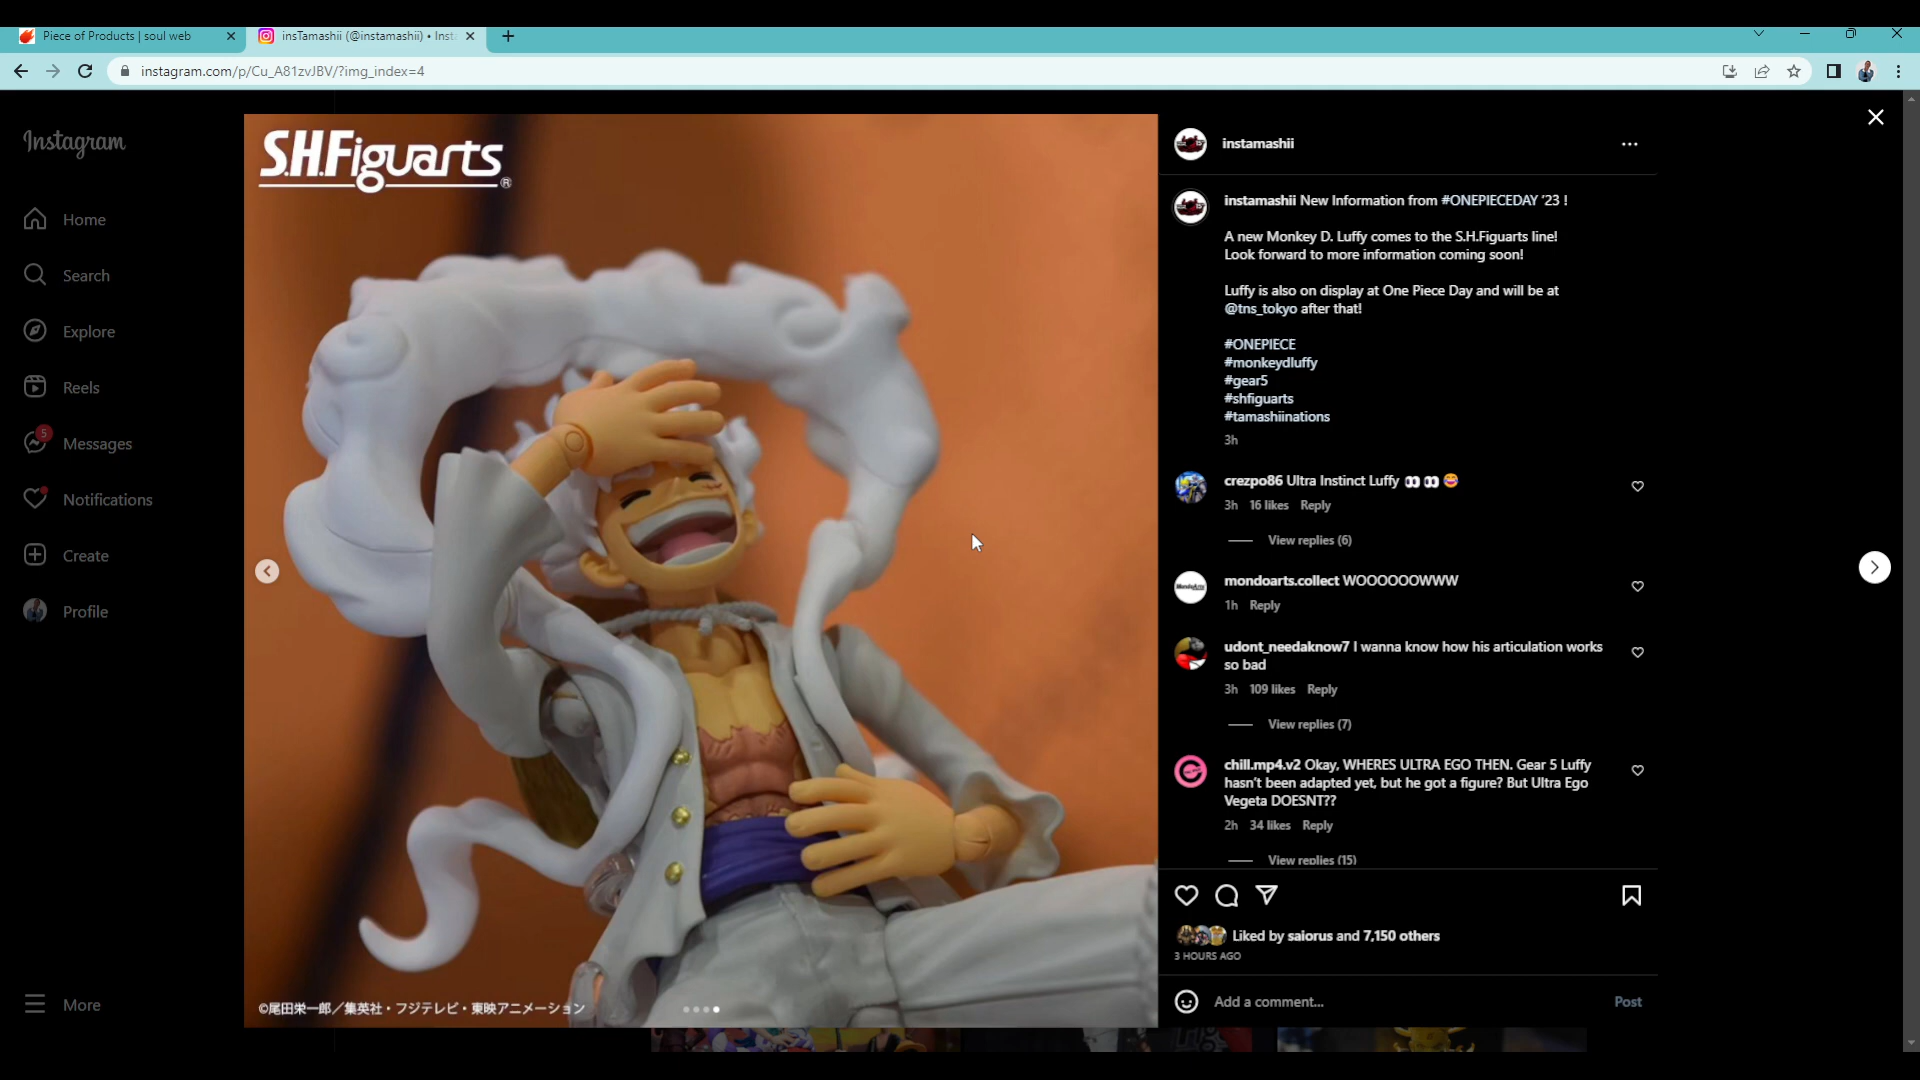 Piece of Products | soul web
insTamashii (@instamashii) • Inst
instagram.com/p/Cu_A81zvJBV/?img_index=4
Instagram
Home
Search
Explore
Reels
5
Messages
Notifications
Create
Profile
More
S.H.Figuarts®
©尾田栄一郎／集英社・フジテレビ・東映アニメーション
instamashii
instamashii New Information from #ONEPIECEDAY '23 !
A new Monkey D. Luffy comes to the S.H.Figuarts line!
Look forward to more information coming soon!
Luffy is also on display at One Piece Day and will be at
@tns_tokyo after that!
#ONEPIECE
#monkeydluffy
#gear5
#shfiguarts
#tamashiinations
3h
crezpo86 Ultra Instinct Luffy 👀 👀 😆
3h 16 likes Reply
View replies (6)
mondoarts.collect WOOOOOOWWW
1h Reply
udont_needaknow7 I wanna know how his articulation works
so bad
3h 109 likes Reply
View replies (7)
chill.mp4.v2 Okay, WHERES ULTRA EGO THEN. Gear 5 Luffy
hasn't been adapted yet, but he got a figure? But Ultra Ego
Vegeta DOESNT??
2h 34 likes Reply
View replies (15)
Liked by saiorus and 7,150 others
3 HOURS AGO
Add a comment...
Post